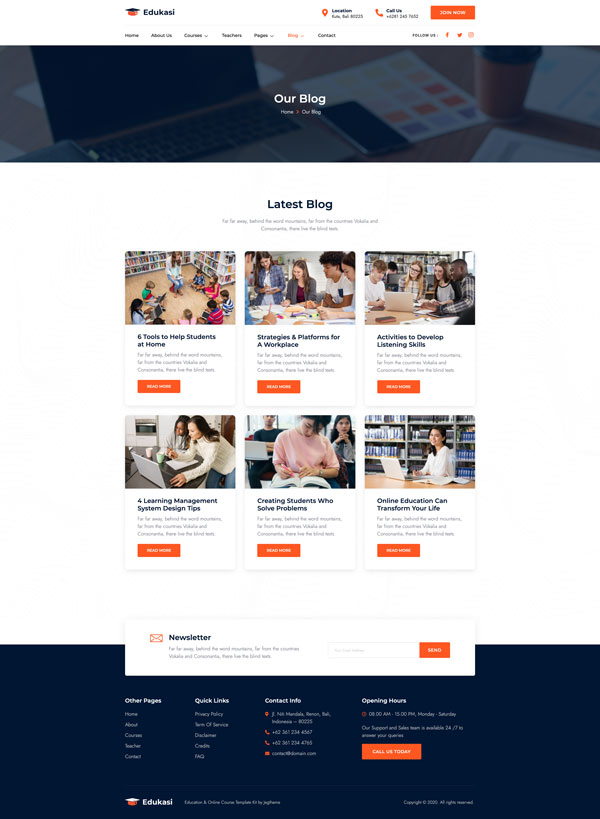 Edukasi
Location
Kuta, Bali 80225
Call Us
+6281 245 7652
JOIN NOW
Home
About Us
Courses
Teachers
Pages
Blog
Contact
FOLLOW US :
Our Blog
Home > Our Blog
Latest Blog
Far far away, behind the word mountains, far from the countries Vokalia and
Consonantia, there live the blind texts.
6 Tools to Help Students
at Home
Far far away, behind the word mountains,
far from the countries Vokalia and
Consonantia, there live the blind texts.
READ MORE
Strategies & Platforms for
A Workplace
Far far away, behind the word mountains,
far from the countries Vokalia and
Consonantia, there live the blind texts.
READ MORE
Activities to Develop
Listening Skills
Far far away, behind the word mountains,
far from the countries Vokalia and
Consonantia, there live the blind texts.
READ MORE
4 Learning Management
System Design Tips
Far far away, behind the word mountains,
far from the countries Vokalia and
Consonantia, there live the blind texts.
READ MORE
Creating Students Who
Solve Problems
Far far away, behind the word mountains,
far from the countries Vokalia and
Consonantia, there live the blind texts.
READ MORE
Online Education Can
Transform Your Life
Far far away, behind the word mountains,
far from the countries Vokalia and
Consonantia, there live the blind texts.
READ MORE
Newsletter
Far far away, behind the word mountains, far from the countries
Vokalia and Consonantia, there live the blind texts.
Your Email Address
SEND
Other Pages
Home
About
Courses
Teacher
Contact
Quick Links
Privacy Policy
Term Of Service
Disclaimer
Credits
FAQ
Contact Info
Jl. Niti Mandala, Renon, Bali,
Indonesia – 80225
+62 361 234 4567
+62 361 234 4765
contact@domain.com
Opening Hours
08.00 AM - 15.00 PM, Monday - Saturday
Our Support and Sales team is available 24 /7 to
answer your queries
CALL US TODAY
Edukasi
Education & Online Course Template Kit by Jegtheme
Copyright © 2020. All rights reserved.